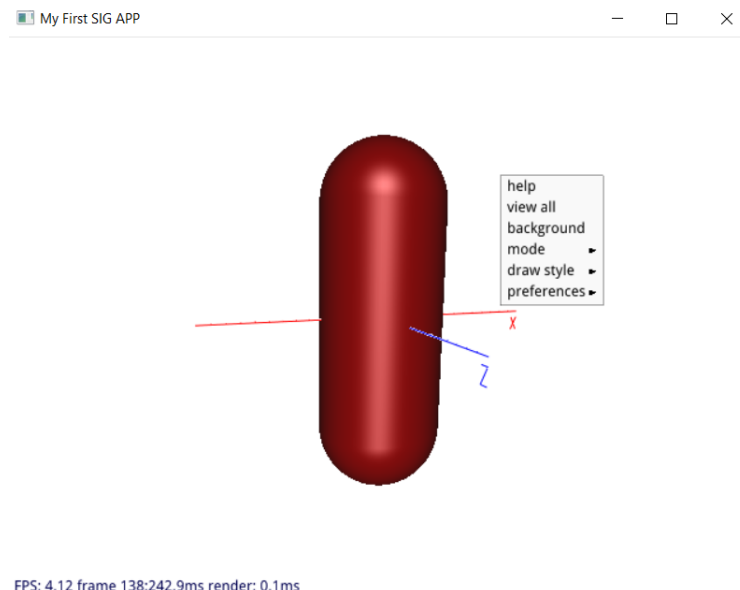 My First SIG APP
help
view all
background
mode
draw style
preferences
X
Z
FPS: 4.12 frame 138:242.9ms render: 0.1ms